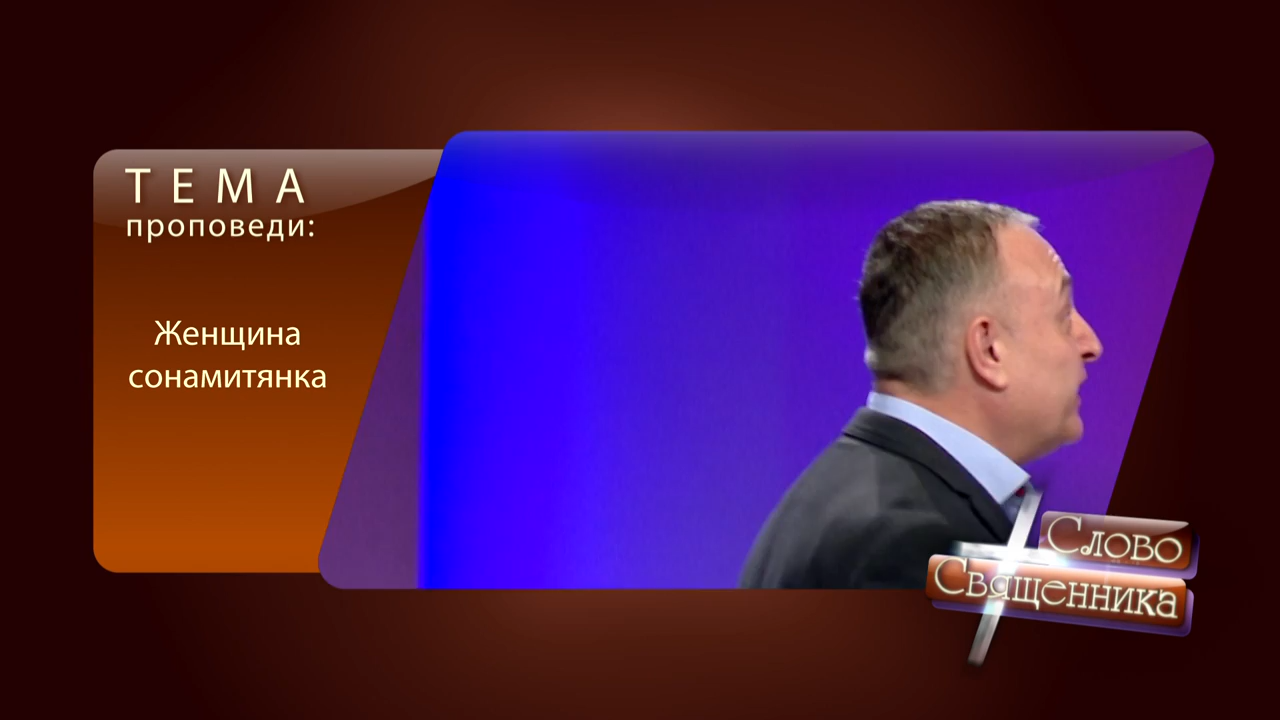 ТЕМА
проповеди:
Женщина
сонамитянка
Слово
Священника